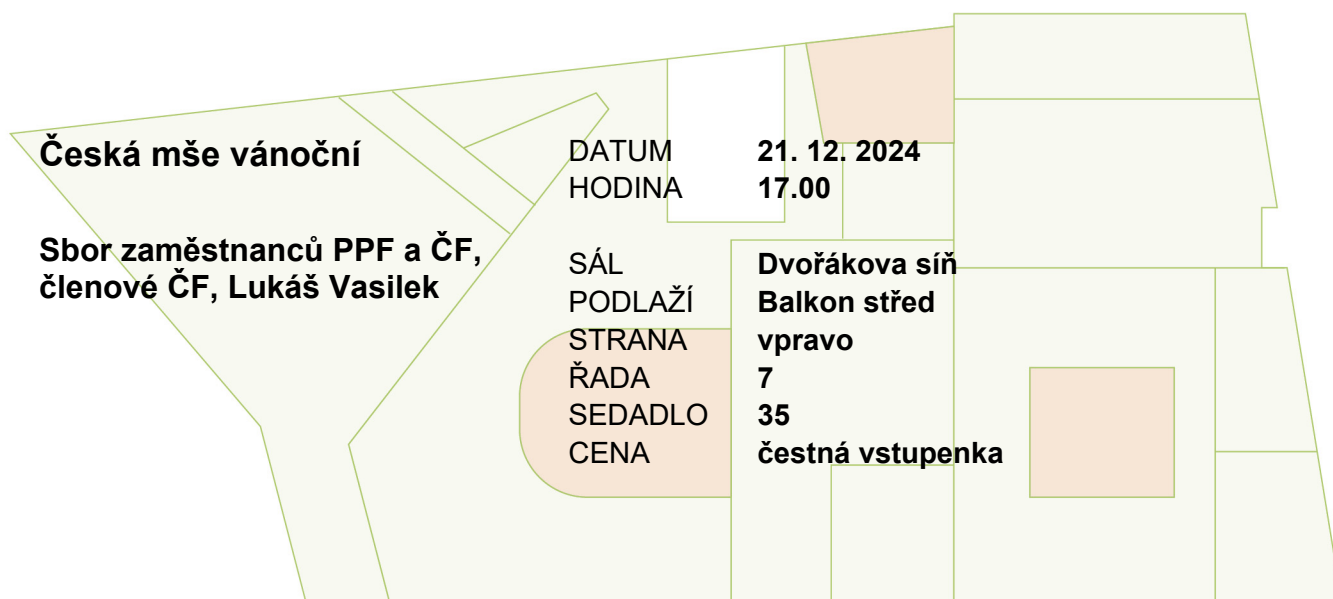 Česká mše vánoční
Sbor zaměstnanců PPF a ČF,
členové ČF, Lukáš Vasilek
DATUM 21. 12. 2024
HODINA 17.00
SÁL Dvořákova síň
PODLAŽÍ Balkon střed
STRANA vpravo
ŘADA 7
SEDADLO 35
CENA čestná vstupenka